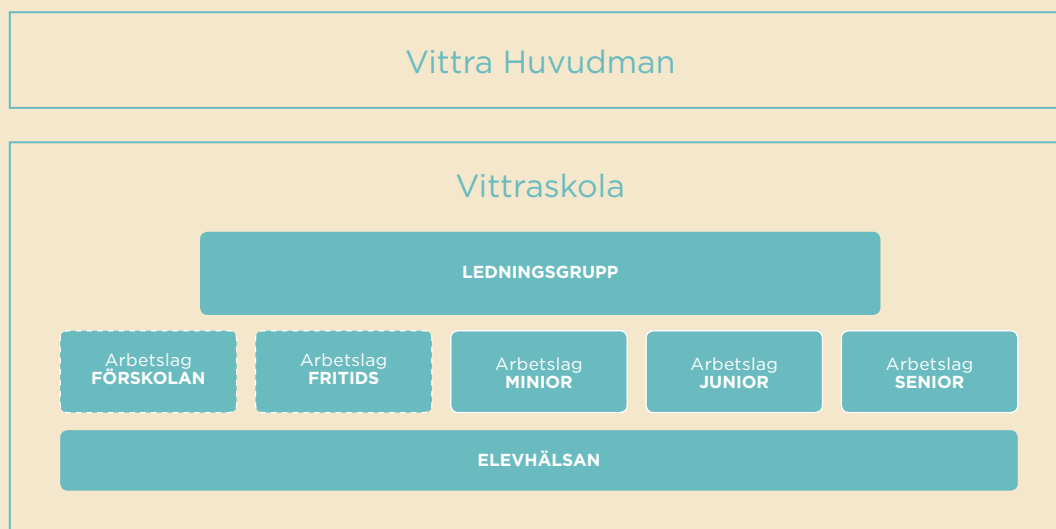 Vittra Huvudman
Vittraskola
LEDNINGSGRUPP
Arbetslag
FÖRSKOLAN
Arbetslag
FRITIDS
Arbetslag
MINIOR
Arbetslag
JUNIOR
Arbetslag
SENIOR
ELEVHÄLSAN